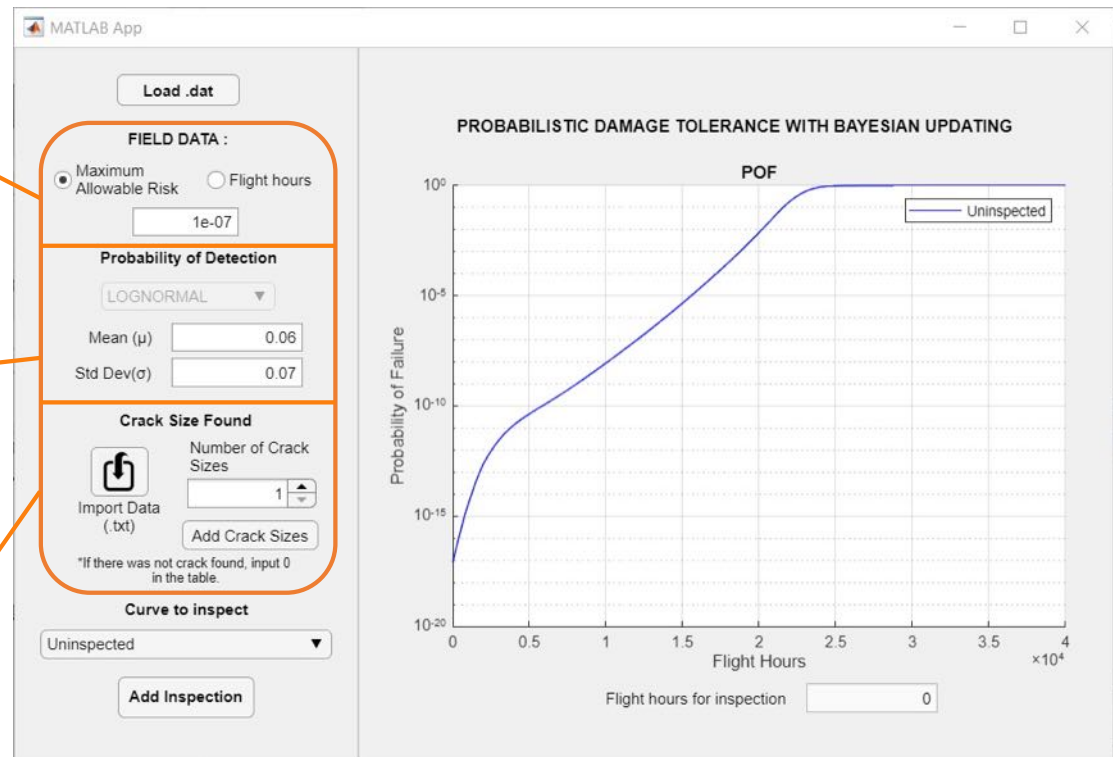 MATLAB App
Load .dat
FIELD DATA :
Maximum
Allowable Risk
Flight hours
1e-07
Probability of Detection
LOGNORMAL
Mean (μ)
0.06
Std Dev(σ)
0.07
Crack Size Found
Number of Crack
Sizes
1
Import Data
(.txt)
Add Crack Sizes
*If there was not crack found, input 0
in the table.
Curve to inspect
Uninspected
Add Inspection
PROBABILISTIC DAMAGE TOLERANCE WITH BAYESIAN UPDATING
POF
Uninspected
Probability of Failure
10⁰
10⁻⁵
10⁻¹⁰
10⁻¹⁵
10⁻²⁰
0 0.5 1 1.5 2 2.5 3 3.5 4
×10⁴
Flight Hours
Flight hours for inspection
0